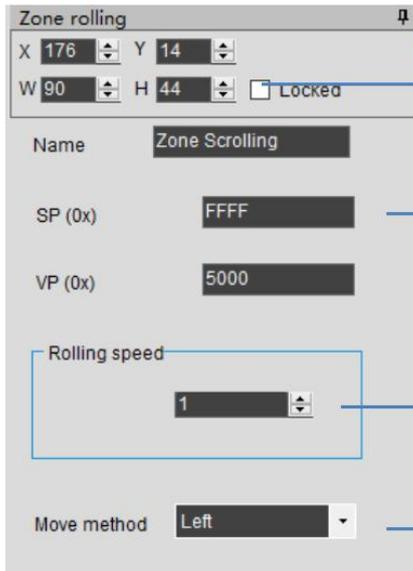 Zone rolling
X 176 Y 14
W 90 H 44 Locked
Name Zone Scrolling
SP (0x) FFFF
VP (0x) 5000
Rolling speed
1
Move method Left